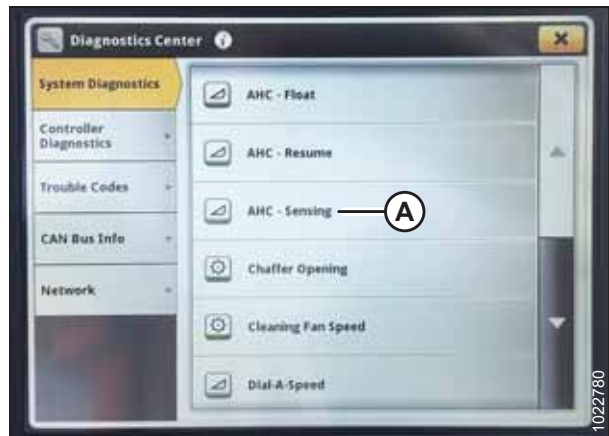 Diagnostics Center
System Diagnostics
Controller
Diagnostics
Trouble Codes
CAN Bus Info
Network
AHC - Float
AHC - Resume
AHC - Sensing
A
Chaffer Opening
Cleaning Fan Speed
Dial-A-Speed
1022780